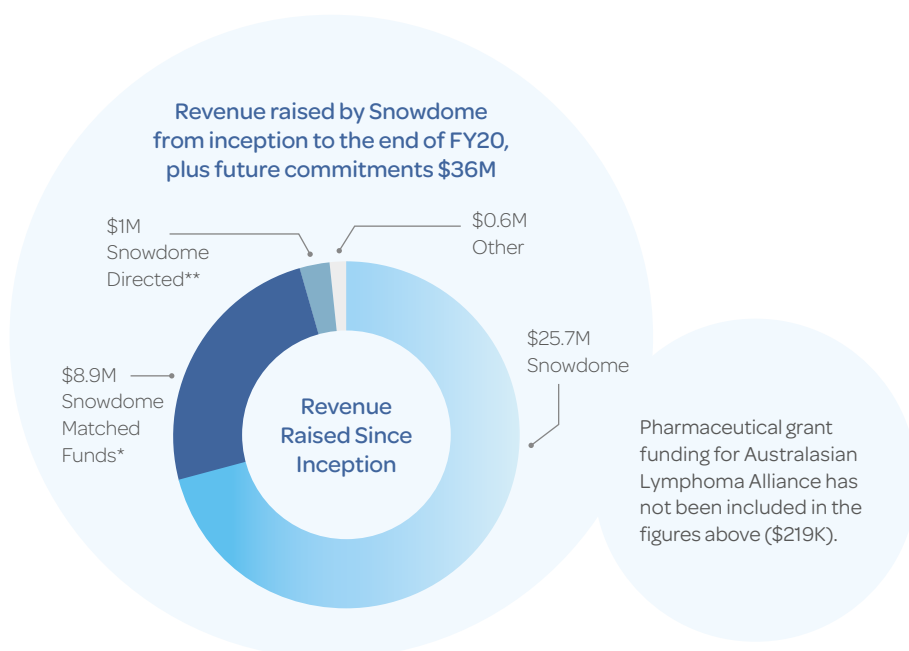 Revenue raised by Snowdome
from inception to the end of FY20,
plus future commitments $36M
$1M
Snowdome
Directed**
$0.6M
Other
$25.7M
Snowdome
$8.9M
Snowdome
Matched
Funds*
Revenue
Raised Since
Inception
Pharmaceutical grant
funding for Australasian
Lymphoma Alliance has
not been included in the
figures above ($219K).